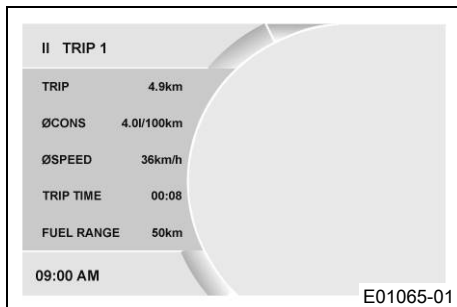 II TRIP 1
TRIP 4.9km
ØCONS 4.0l/100km
ØSPEED 36km/h
TRIP TIME 00:08
FUEL RANGE 50km
09:00 AM
E01065-01